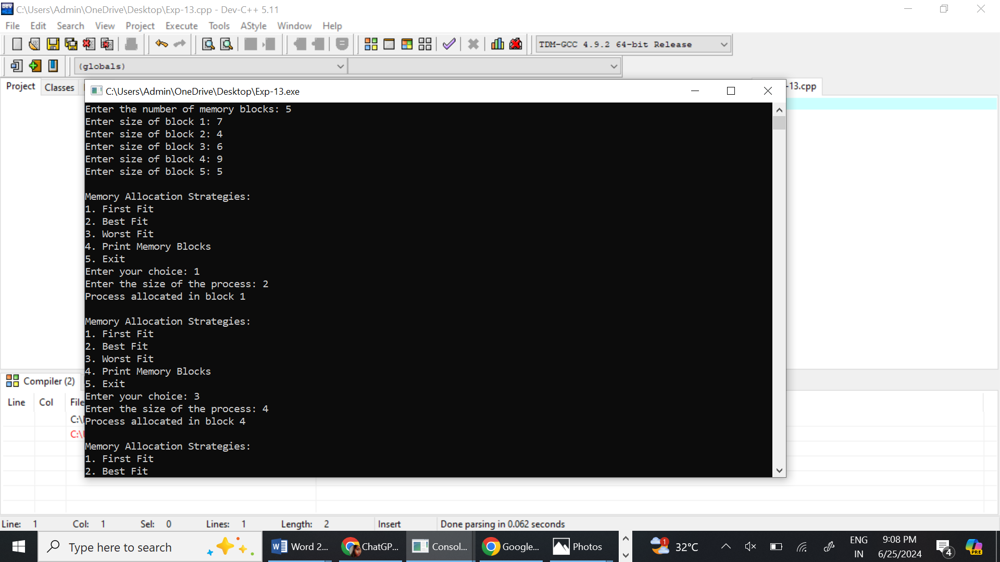 C:\Users\Admin\OneDrive\Desktop\Exp-13.cpp - Dev-C++ 5.11
File Edit Search View Project Execute Tools AStyle Window Help
TDM-GCC 4.9.2 64-bit Release
(globals)
Project Classes
-13.cpp
C:\Users\Admin\OneDrive\Desktop\Exp-13.exe
Enter the number of memory blocks: 5
Enter size of block 1: 7
Enter size of block 2: 4
Enter size of block 3: 6
Enter size of block 4: 9
Enter size of block 5: 5
Memory Allocation Strategies:
1. First Fit
2. Best Fit
3. Worst Fit
4. Print Memory Blocks
5. Exit
Enter your choice: 1
Enter the size of the process: 2
Process allocated in block 1
Memory Allocation Strategies:
1. First Fit
2. Best Fit
3. Worst Fit
4. Print Memory Blocks
5. Exit
Enter your choice: 3
Enter the size of the process: 4
Process allocated in block 4
Memory Allocation Strategies:
1. First Fit
2. Best Fit
Compiler (2)
Line Col File
C:\
C:\
Line: 1 Col: 1 Sel: 0 Lines: 1 Length: 2 Insert Done parsing in 0.062 seconds
Type here to search
Word 2... ChatGP... Consol... Google... Photos
1 32°C
ENG
IN
9:08 PM
6/25/2024
4
PRE